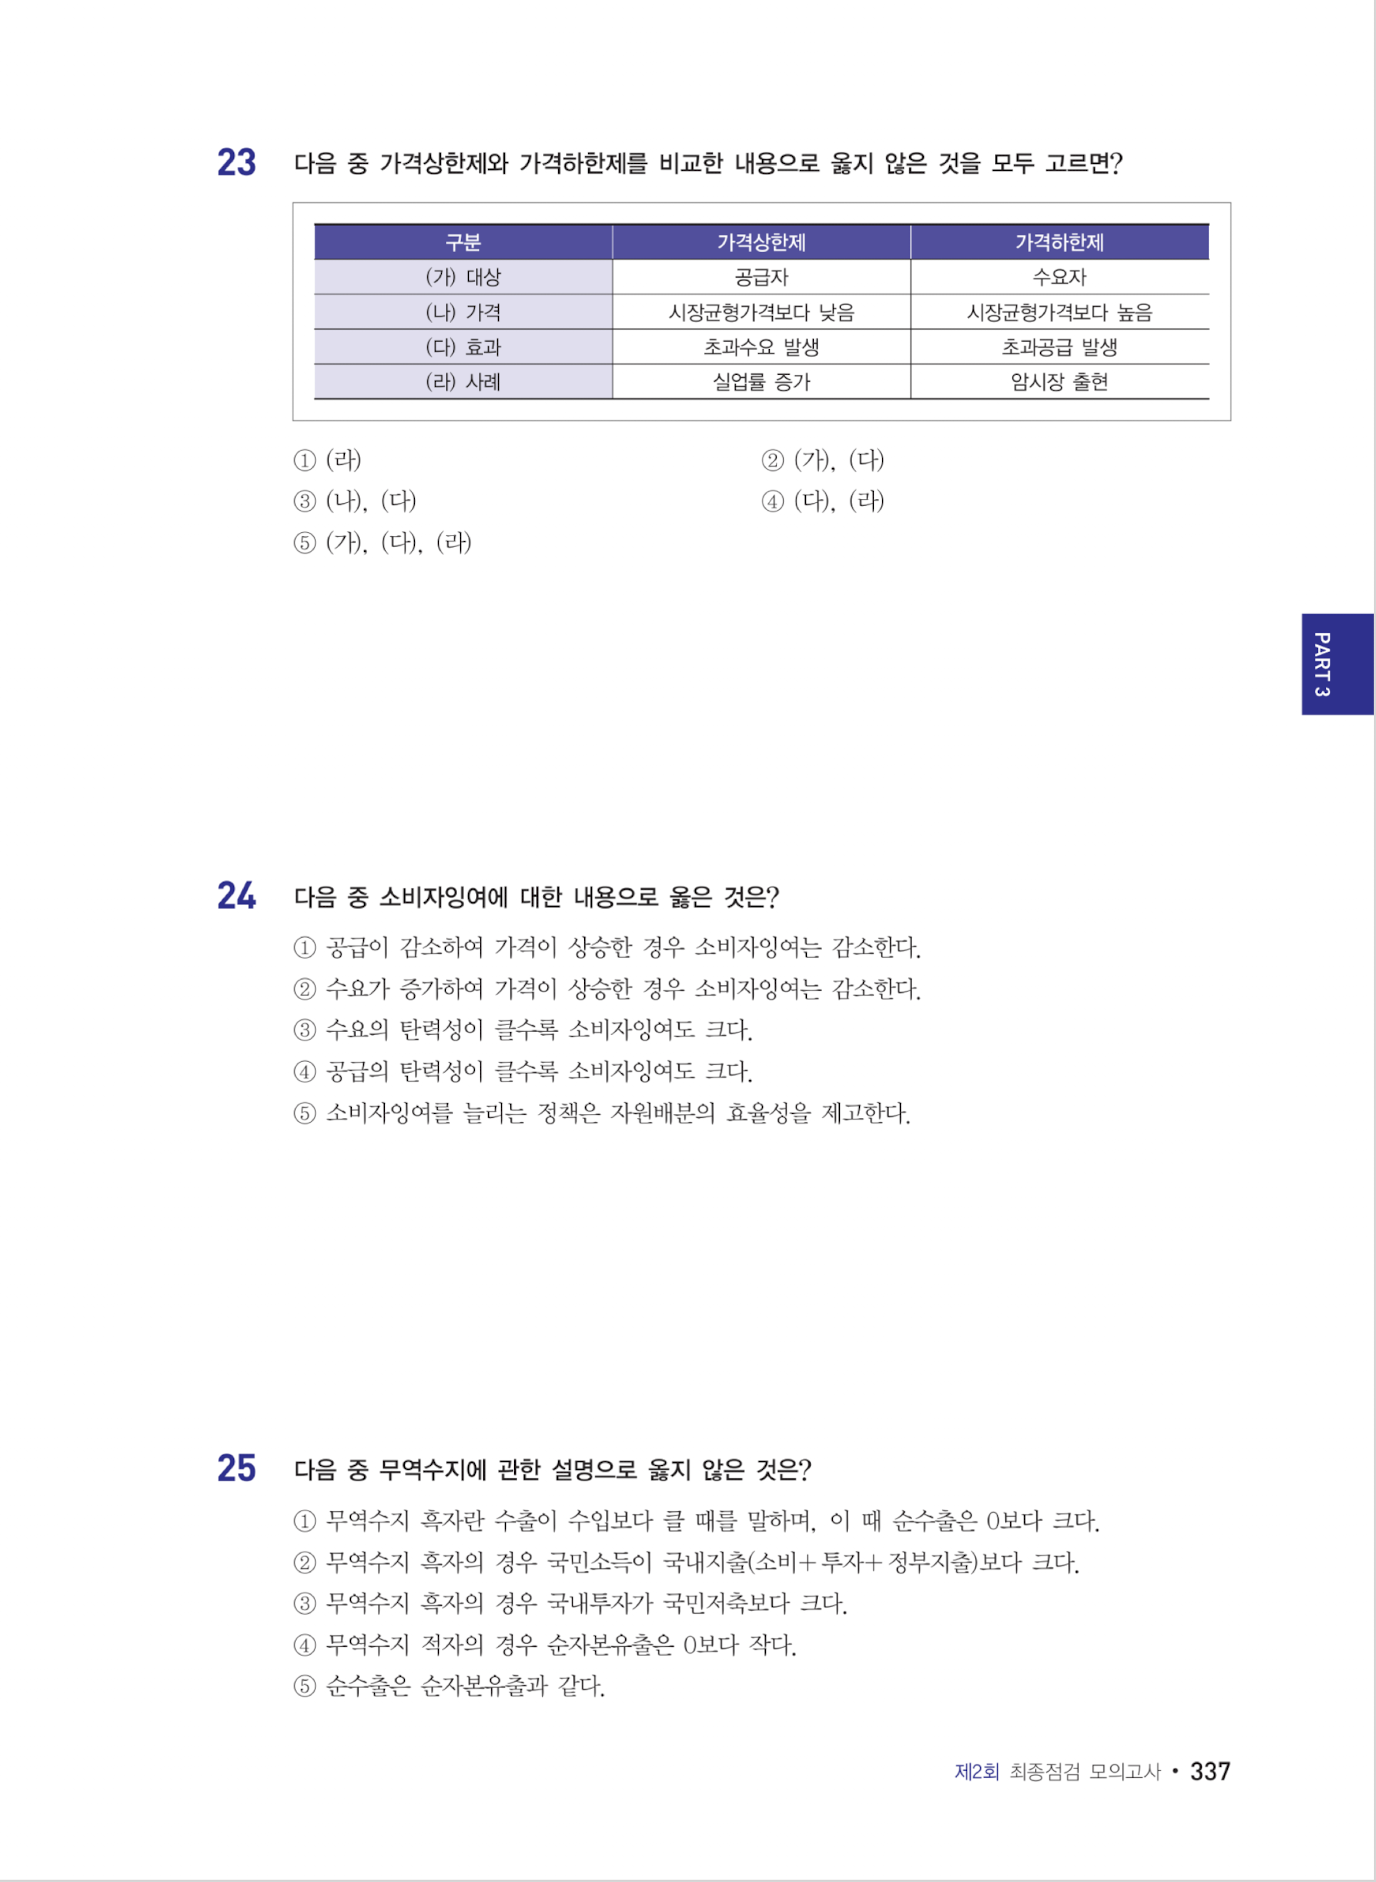 23 다음 중 가격상한제와 가격하한제를 비교한 내용으로 옳지 않은 것을 모두 고르면?
구분 가격상한제 가격하한제
(가) 대상 공급자 수요자
(나) 가격 시장균형가격보다 낮음 시장균형가격보다 높음
(다) 효과 초과수요 발생 초과공급 발생
(라) 사례 실업률 증가 암시장 출현
① (라) ② (가), (다)
③ (나), (다) ④ (다), (라)
⑤ (가), (다), (라)
PART 3
24 다음 중 소비자잉여에 대한 내용으로 옳은 것은?
① 공급이 감소하여 가격이 상승한 경우 소비자잉여는 감소한다.
② 수요가 증가하여 가격이 상승한 경우 소비자잉여는 감소한다.
③ 수요의 탄력성이 클수록 소비자잉여도 크다.
④ 공급의 탄력성이 클수록 소비자잉여도 크다.
⑤ 소비자잉여를 늘리는 정책은 자원배분의 효율성을 제고한다.
25 다음 중 무역수지에 관한 설명으로 옳지 않은 것은?
① 무역수지 흑자란 수출이 수입보다 클 때를 말하며, 이 때 순수출은 0보다 크다.
② 무역수지 흑자의 경우 국민소득이 국내지출(소비+투자+정부지출)보다 크다.
③ 무역수지 흑자의 경우 국내투자가 국민저축보다 크다.
④ 무역수지 적자의 경우 순자본유출은 0보다 작다.
⑤ 순수출은 순자본유출과 같다.
제2회 최종점검 모의고사 • 337